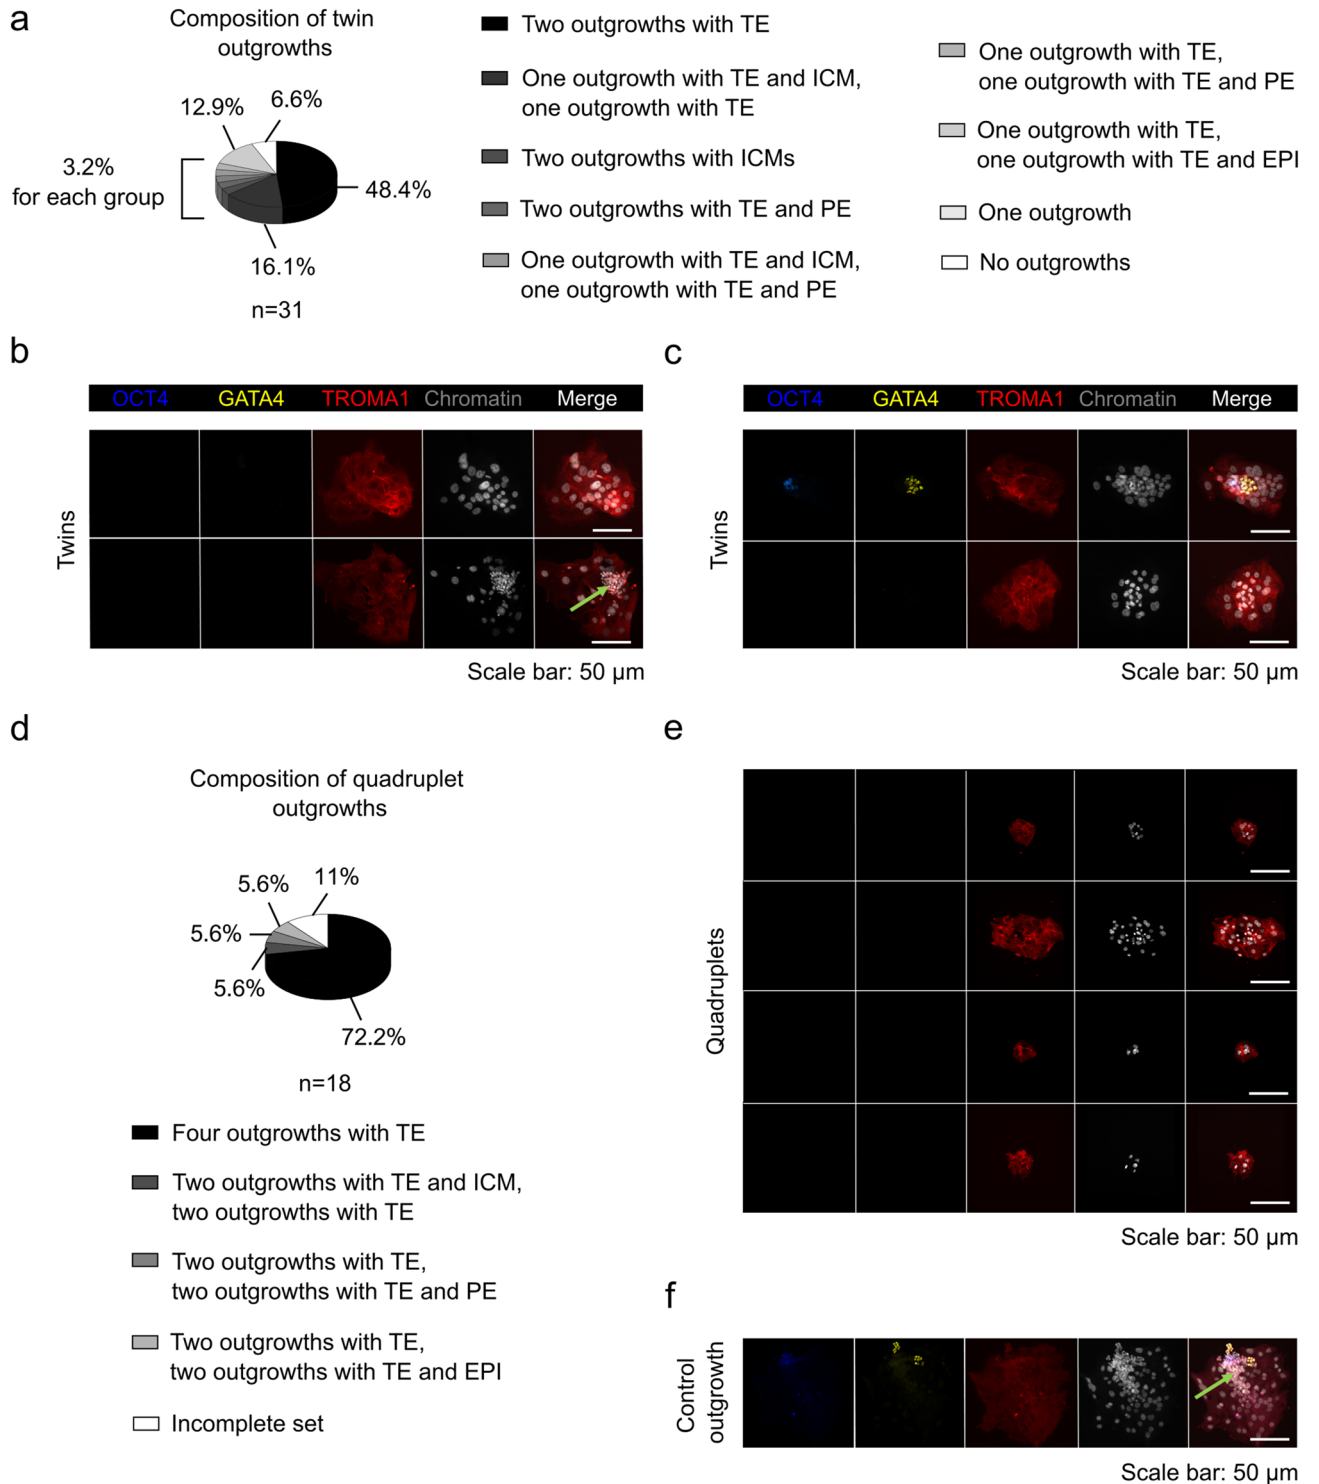 a
Composition of twin
outgrowths
12.9%
6.6%
3.2%
for each group
48.4%
16.1%
n=31
Two outgrowths with TE
One outgrowth with TE and ICM,
one outgrowth with TE
Two outgrowths with ICMs
Two outgrowths with TE and PE
One outgrowth with TE and ICM,
one outgrowth with TE and PE
One outgrowth with TE,
one outgrowth with TE and PE
One outgrowth with TE,
one outgrowth with TE and EPI
One outgrowth
No outgrowths
b
OCT4 GATA4 TROMA1 Chromatin Merge
Twins
Scale bar: 50 µm
c
OCT4 GATA4 TROMA1 Chromatin Merge
Twins
Scale bar: 50 µm
d
Composition of quadruplet
outgrowths
5.6%
11%
5.6%
5.6%
72.2%
n=18
Four outgrowths with TE
Two outgrowths with TE and ICM,
two outgrowths with TE
Two outgrowths with TE,
two outgrowths with TE and PE
Two outgrowths with TE,
two outgrowths with TE and EPI
Incomplete set
e
Quadruplets
Scale bar: 50 µm
f
Control
outgrowth
Scale bar: 50 µm